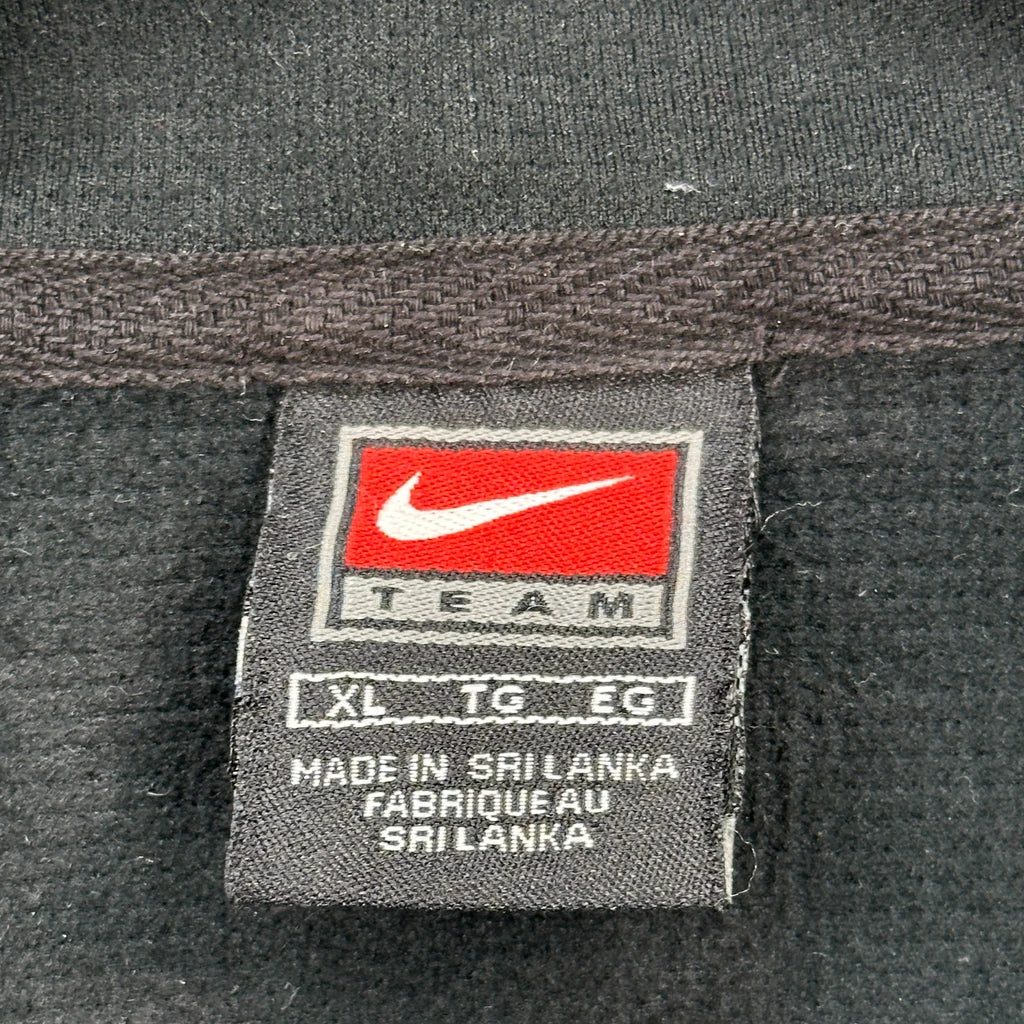 TEAM
XL TG EG
MADE IN SRI LANKA
FABRIQUE AU
SRI LANKA